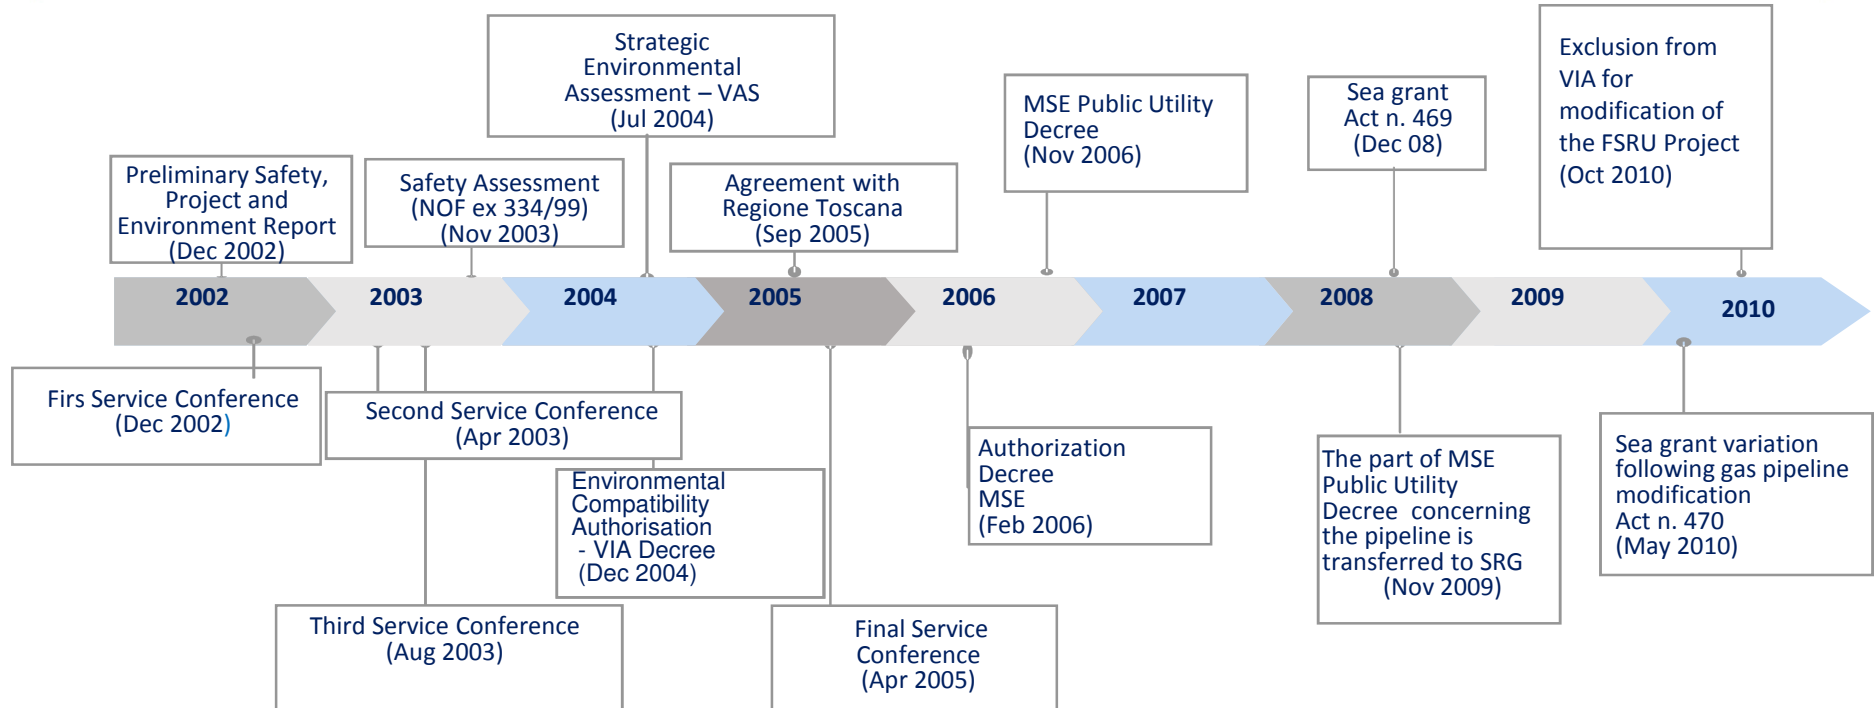 Strategic
Environmental
Assessment – VAS
(Jul 2004)
Exclusion from
VIA for
modification of
the FSRU Project
(Oct 2010)
MSE Public Utility
Decree
(Nov 2006)
Sea grant
Act n. 469
(Dec 08)
Preliminary Safety,
Project and
Environment Report
(Dec 2002)
Safety Assessment
(NOF ex 334/99)
(Nov 2003)
Agreement with
Regione Toscana
(Sep 2005)
2002
2003
2004
2005
2006
2007
2008
2009
2010
Firs Service Conference
(Dec 2002)
Second Service Conference
(Apr 2003)
Environmental
Compatibility
Authorisation
- VIA Decree
(Dec 2004)
Authorization
Decree
MSE
(Feb 2006)
The part of MSE
Public Utility
Decree concerning
the pipeline is
transferred to SRG
(Nov 2009)
Sea grant variation
following gas pipeline
modification
Act n. 470
(May 2010)
Third Service Conference
(Aug 2003)
Final Service
Conference
(Apr 2005)